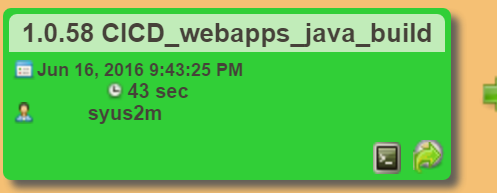 1.0.58 CICD_webapps_java_build
Jun 16, 2016 9:43:25 PM
43 sec
syus2m